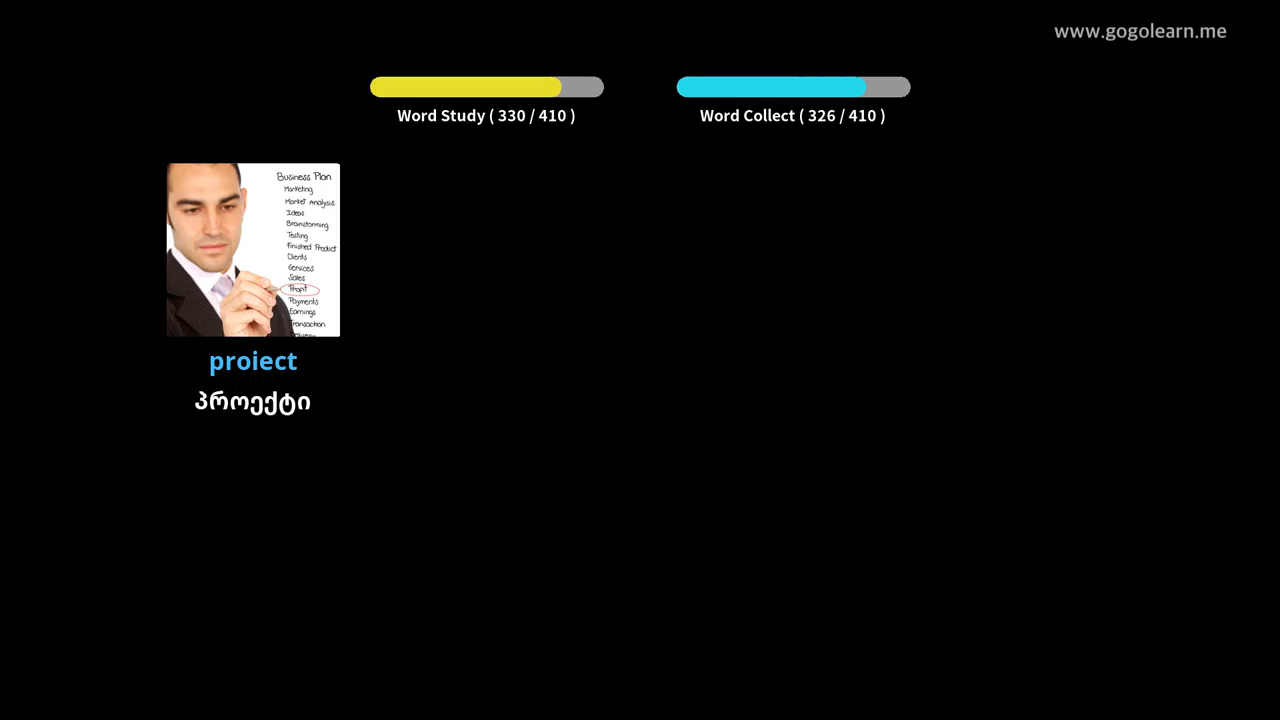 www.gogolearn.me
Word Study ( 330 / 410 )
Word Collect ( 326 / 410 )
Business Plan
Marketing
Market Analysis
Ideas
Brainstorming
Testing
Finished Product
Clients
Services
Sales
Profit
Payments
Earnings
Transaction
Delivery
proiect
პროექტი